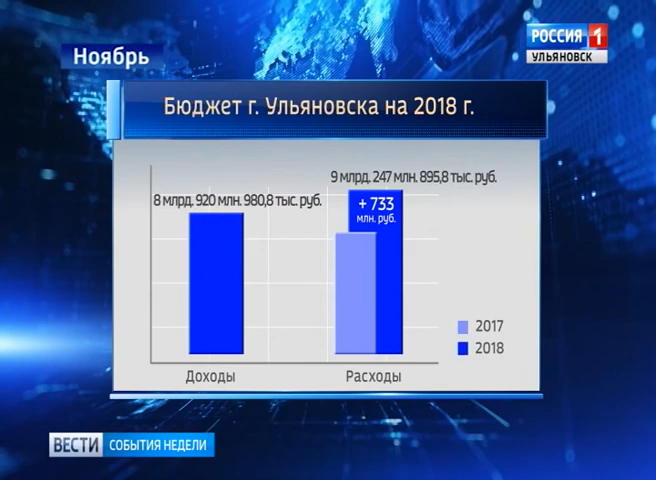 Ноябрь
РОССИЯ 1
УЛЬЯНОВСК
Бюджет г. Ульяновска на 2018 г.
9 млрд. 247 млн. 895,8 тыс. руб.
8 млрд. 920 млн. 980,8 тыс. руб.
+ 733
млн. руб.
2017
2018
Доходы
Расходы
ВЕСТИ СОБЫТИЯ НЕДЕЛИ